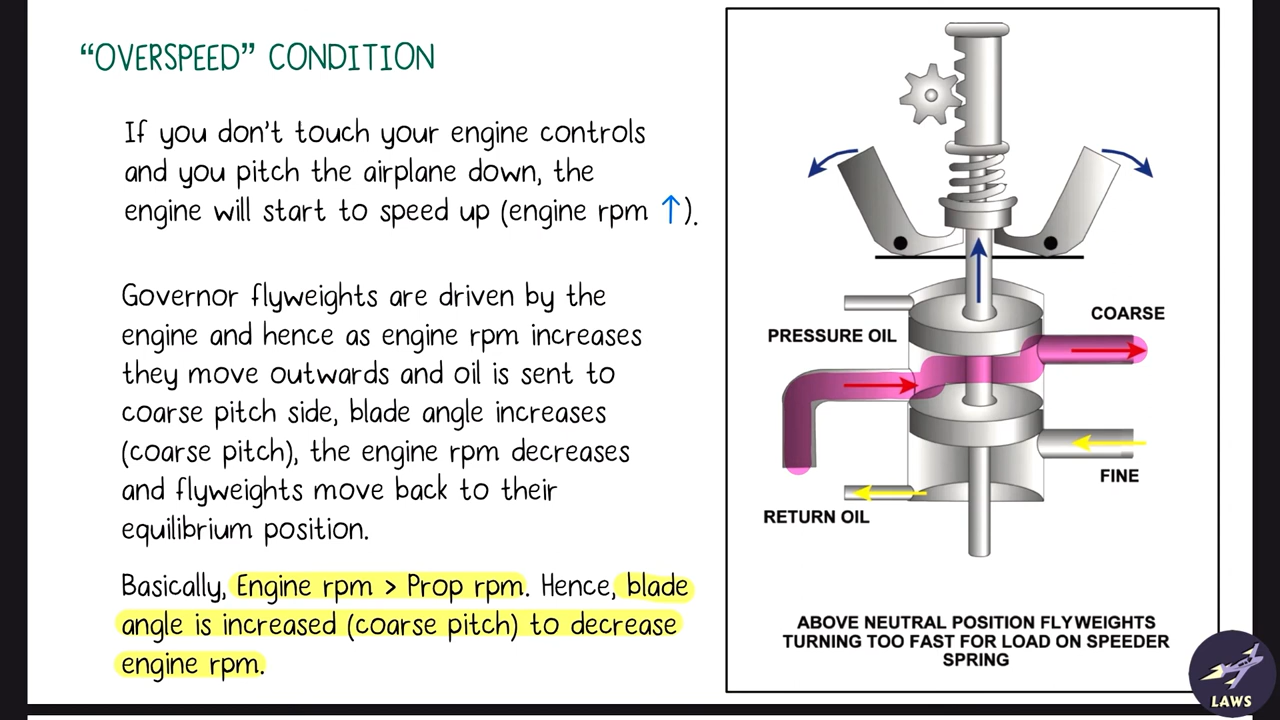 “OVERSPEED” CONDITION
If you don't touch your engine controls
and you pitch the airplane down, the
engine will start to speed up (engine rpm ↑).
Governor flyweights are driven by the
engine and hence as engine rpm increases
they move outwards and oil is sent to
coarse pitch side, blade angle increases
(coarse pitch), the engine rpm decreases
and flyweights move back to their
equilibrium position.
Basically, Engine rpm > Prop rpm. Hence, blade
angle is increased (coarse pitch) to decrease
engine rpm.
COARSE
PRESSURE OIL
FINE
RETURN OIL
ABOVE NEUTRAL POSITION FLYWEIGHTS
TURNING TOO FAST FOR LOAD ON SPEEDER
SPRING
LAWS